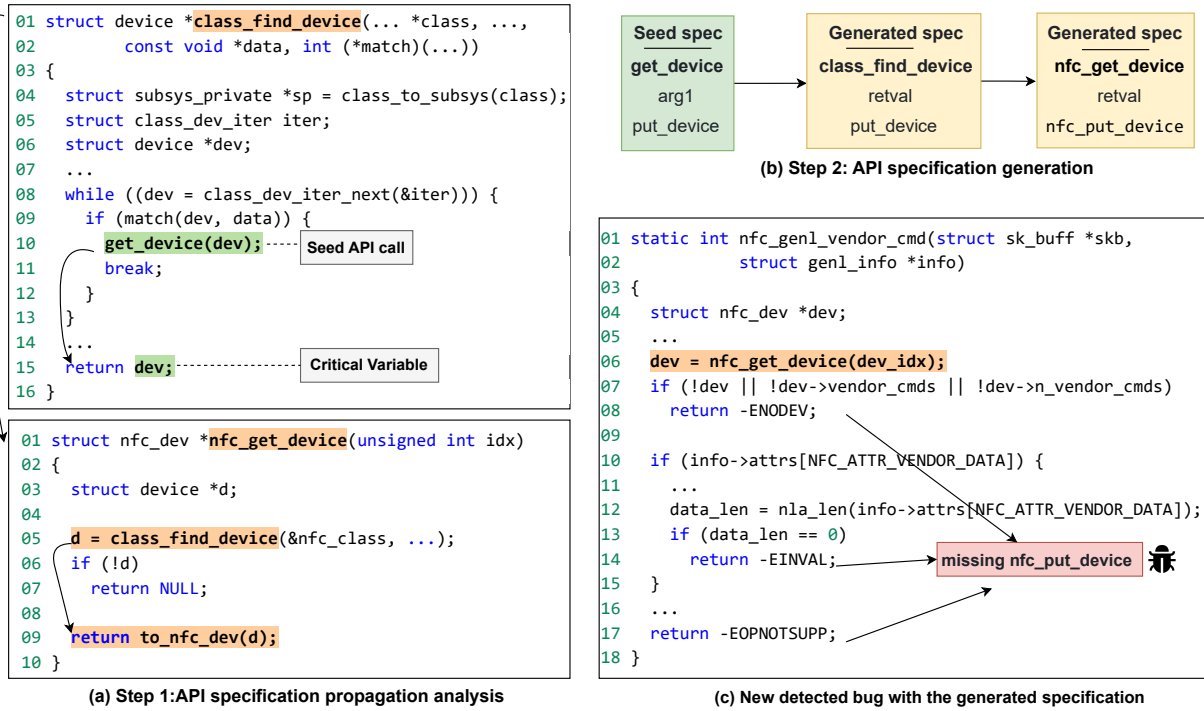 01 struct device *class_find_device(... *class, ...,
02 const void *data, int (*match)(...))
03 {
04 struct subsys_private *sp = class_to_subsys(class);
05 struct class_dev_iter iter;
06 struct device *dev;
07 ...
08 while ((dev = class_dev_iter_next(&iter))) {
09 if (match(dev, data)) {
10 get_device(dev);
Seed API call
11 break;
12 }
13 }
14 ...
15 return dev;
Critical Variable
16 }
01 struct nfc_dev *nfc_get_device(unsigned int idx)
02 {
03 struct device *d;
04
05 d = class_find_device(&nfc_class, ...);
06 if (!d)
07 return NULL;
08
09 return to_nfc_dev(d);
10 }
(a) Step 1:API specification propagation analysis
Seed spec
get_device
arg1
put_device
Generated spec
class_find_device
retval
put_device
Generated spec
nfc_get_device
retval
nfc_put_device
(b) Step 2: API specification generation
01 static int nfc_genl_vendor_cmd(struct sk_buff *skb,
02 struct genl_info *info)
03 {
04 struct nfc_dev *dev;
05 ...
06 dev = nfc_get_device(dev_idx);
07 if (!dev || !dev->vendor_cmds || !dev->n_vendor_cmds)
08 return -ENODEV;
09
10 if (info->attrs[NFC_ATTR_VENDOR_DATA]) {
11 ...
12 data_len = nla_len(info->attrs[NFC_ATTR_VENDOR_DATA]);
13 if (data_len == 0)
14 return -EINVAL;
missing nfc_put_device
15 }
16 ...
17 return -EOPNOTSUPP;
18 }
(c) New detected bug with the generated specification